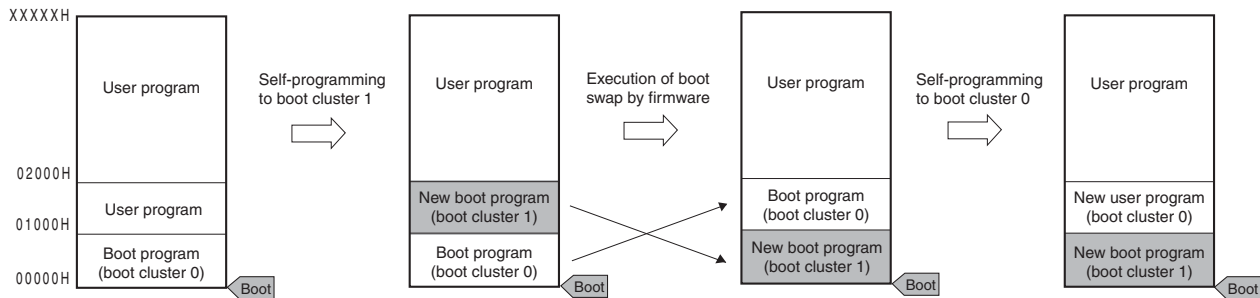 XXXXXH
User program
02000H
User program
01000H
Boot program
(boot cluster 0)
00000H
Boot
Self-programming
to boot cluster 1
User program
New boot program
(boot cluster 1)
Boot program
(boot cluster 0)
Boot
Execution of boot
swap by firmware
User program
Boot program
(boot cluster 0)
New boot program
(boot cluster 1)
Boot
Self-programming
to boot cluster 0
User program
New user program
(boot cluster 0)
New boot program
(boot cluster 1)
Boot